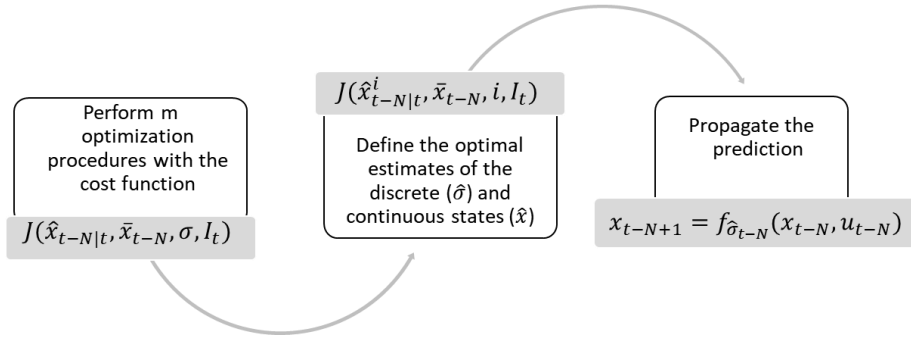 Perform m
optimization
procedures with the
cost function
J(x̂_{t−N|t}, x̄_{t−N}, σ, I_t)
J(x̂^i_{t−N|t}, x̄_{t−N}, i, I_t)
Define the optimal
estimates of the
discrete (σ̂) and
continuous states (x̂)
Propagate the
prediction
x_{t−N+1} = f_{σ̂_{t−N}}(x_{t−N}, u_{t−N})